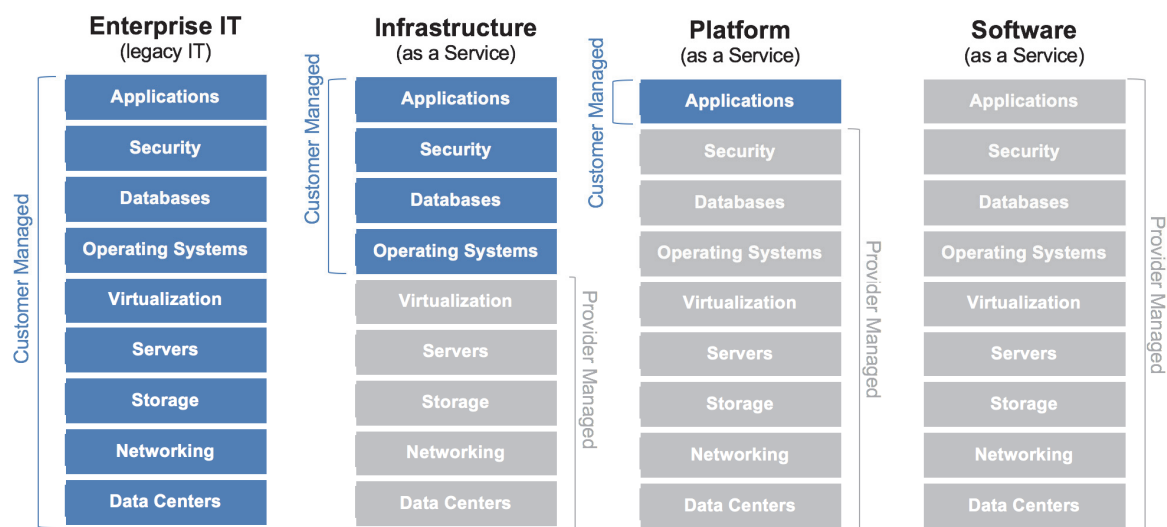 Enterprise IT
(legacy IT)
Customer Managed
Applications
Security
Databases
Operating Systems
Virtualization
Servers
Storage
Networking
Data Centers
Infrastructure
(as a Service)
Customer Managed
Applications
Security
Databases
Operating Systems
Virtualization
Servers
Storage
Networking
Data Centers
Provider Managed
Platform
(as a Service)
Customer Managed
Applications
Security
Databases
Operating Systems
Virtualization
Servers
Storage
Networking
Data Centers
Provider Managed
Software
(as a Service)
Applications
Security
Databases
Operating Systems
Virtualization
Servers
Storage
Networking
Data Centers
Provider Managed